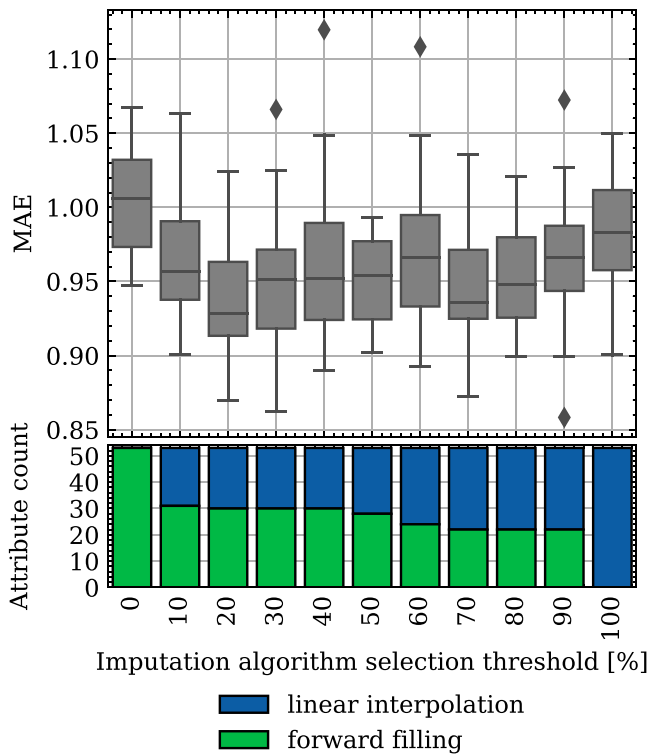 MAE
1.10
1.05
1.00
0.95
0.90
0.85
Attribute count
50
40
30
20
10
0
0 10 20 30 40 50 60 70 80 90 100
Imputation algorithm selection threshold [%]
linear interpolation
forward filling